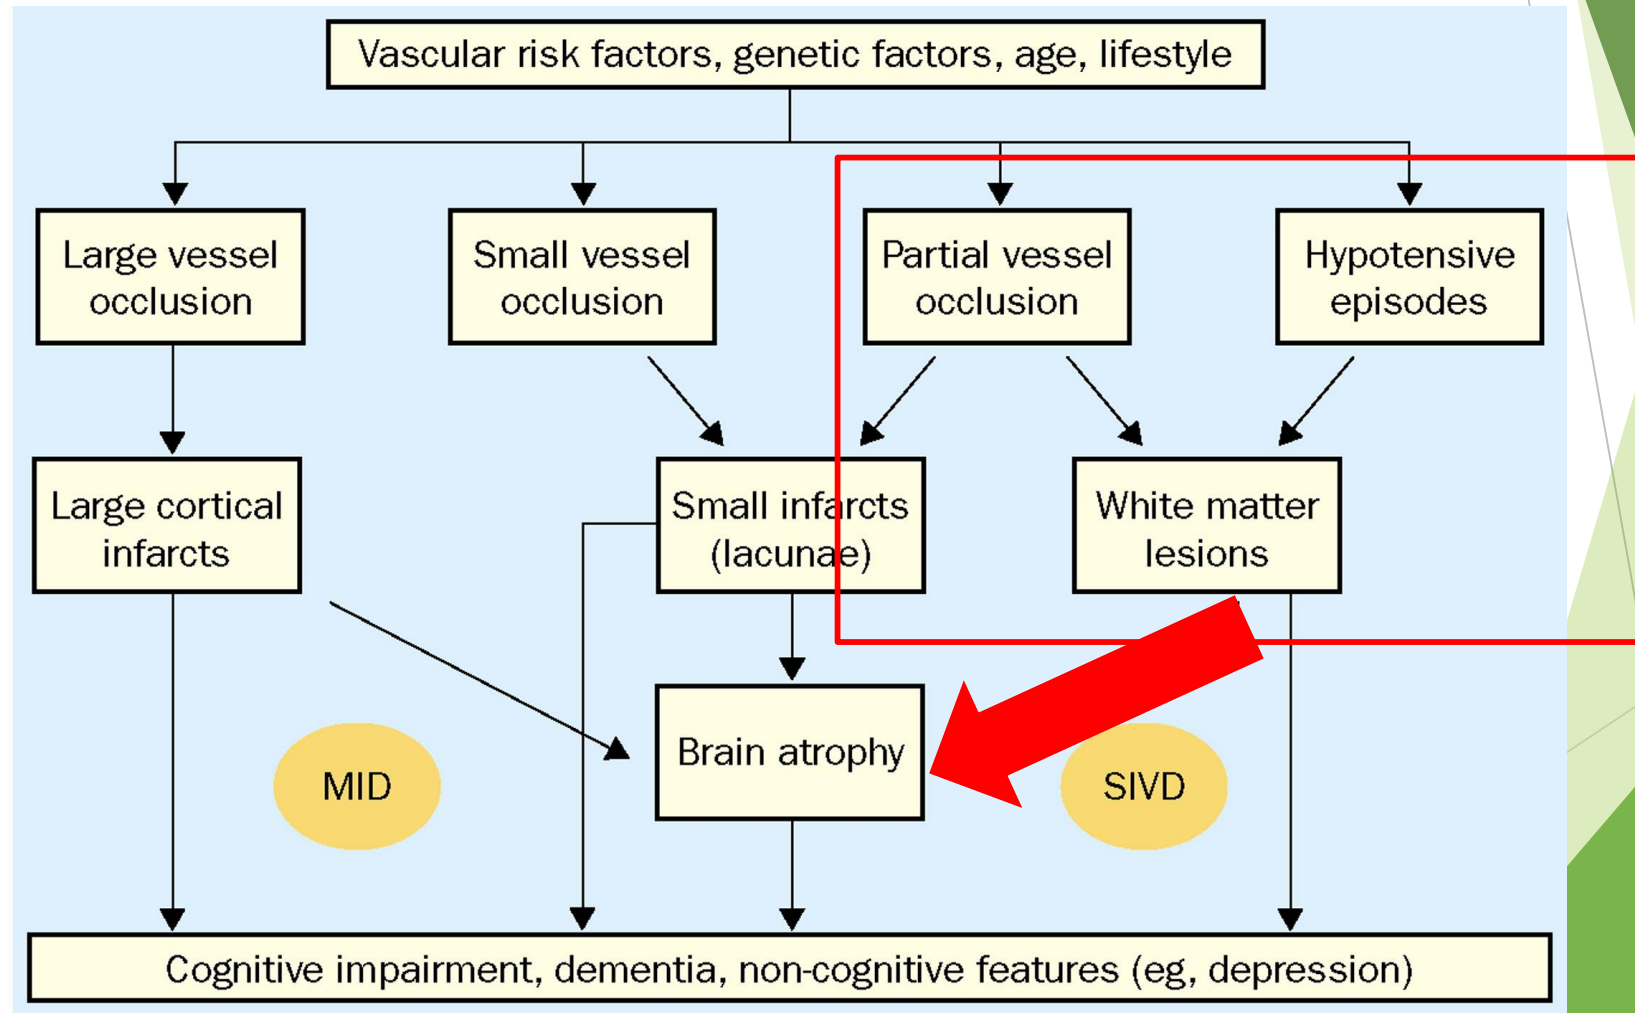 Vascular risk factors, genetic factors, age, lifestyle
Large vessel
occlusion
Small vessel
occlusion
Partial vessel
occlusion
Hypotensive
episodes
Large cortical
infarcts
Small infarcts
(lacunae)
White matter
lesions
Brain atrophy
MID
SIVD
Cognitive impairment, dementia, non-cognitive features (eg, depression)